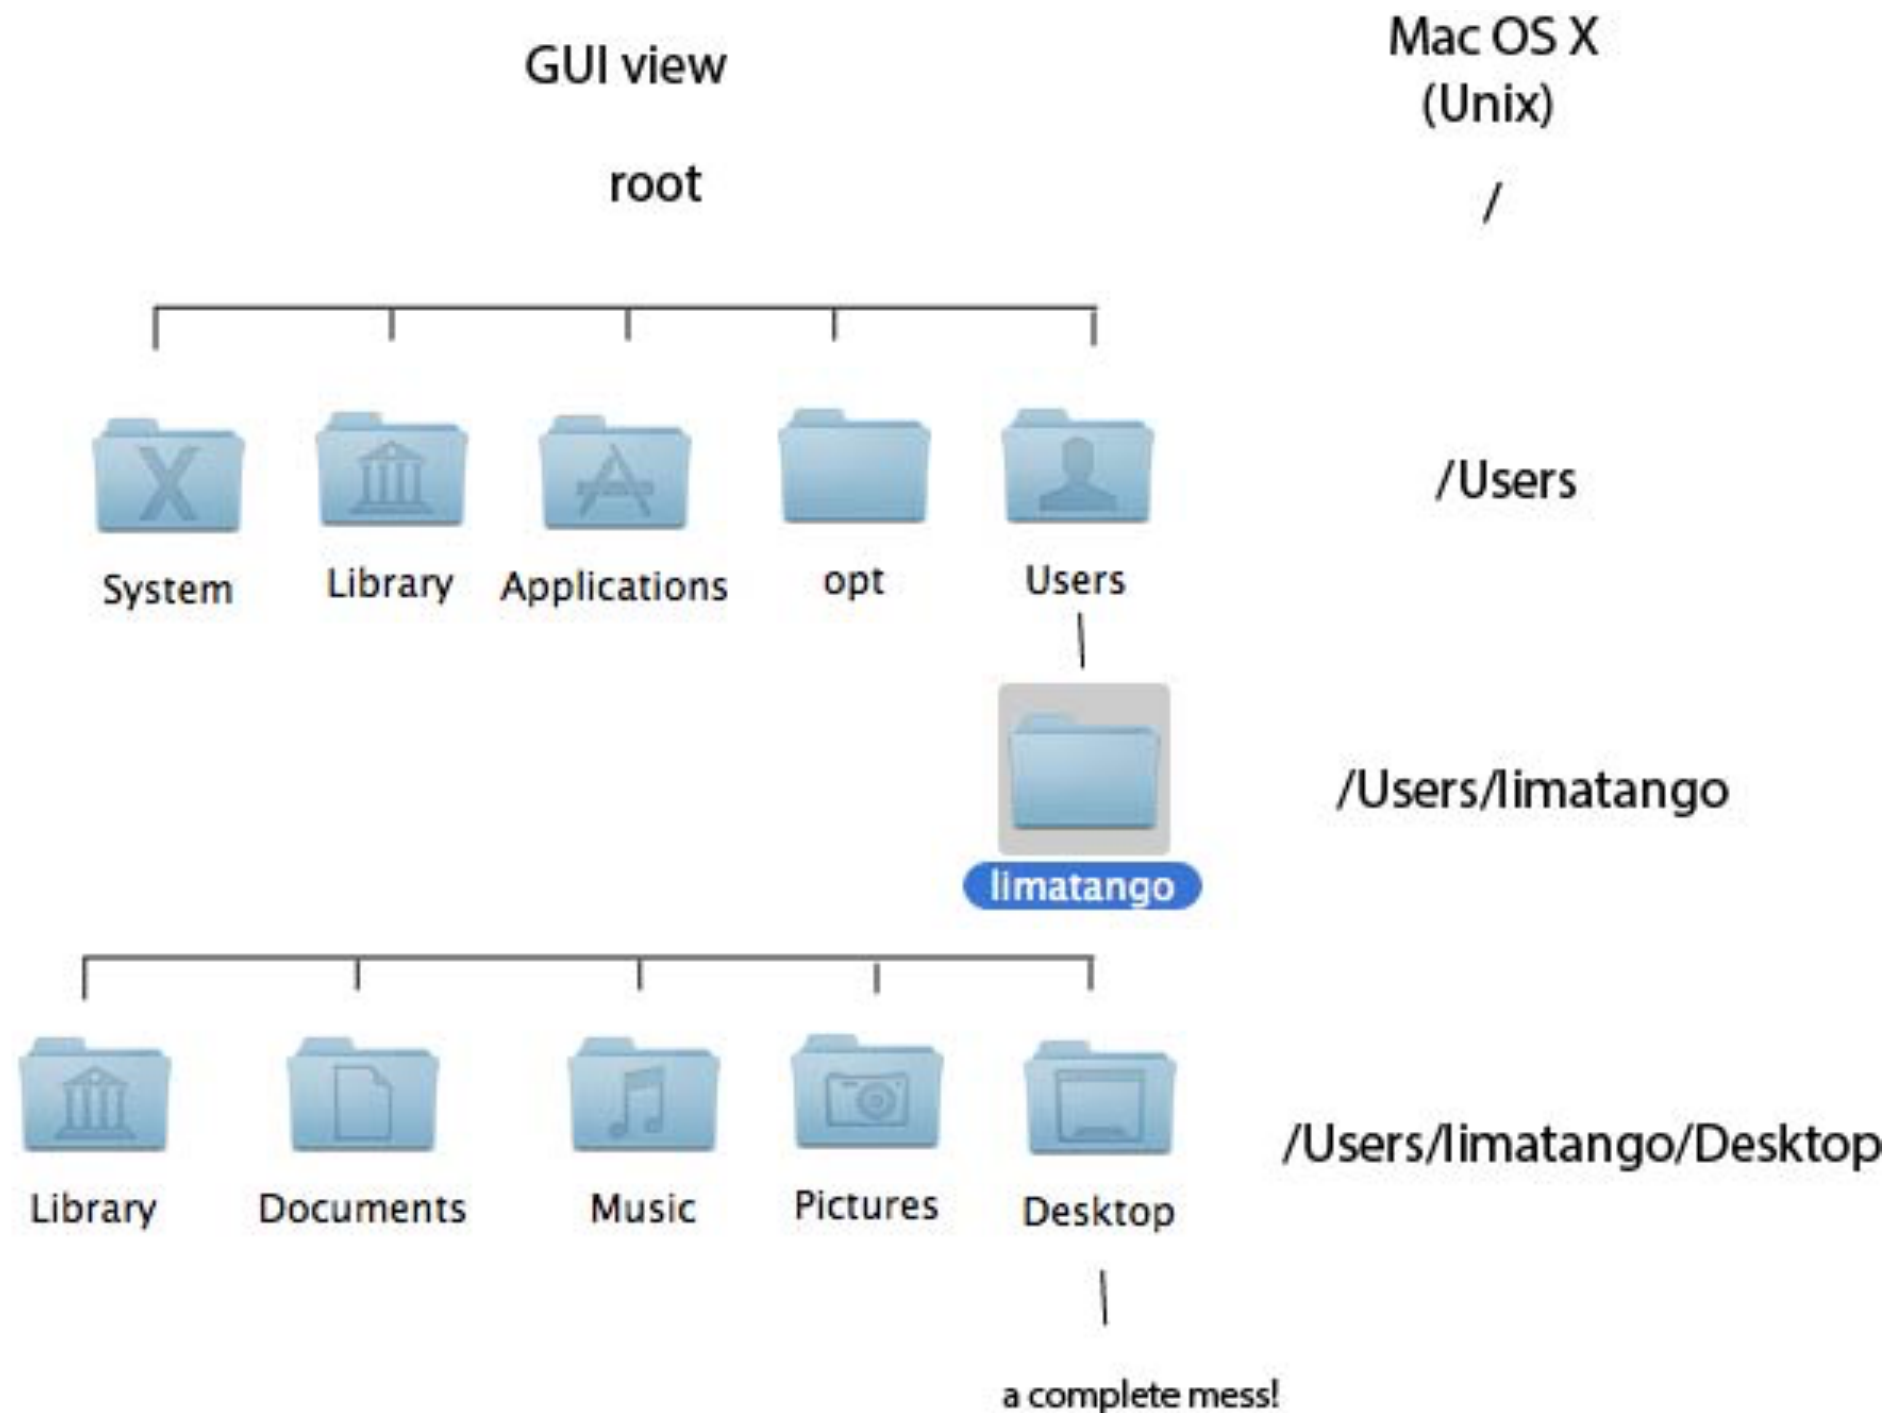 GUI view
Mac OS X
(Unix)
root
/
System
Library
Applications
opt
Users
/Users
limatango
/Users/limatango
Library
Documents
Music
Pictures
Desktop
/Users/limatango/Desktop
a complete mess!